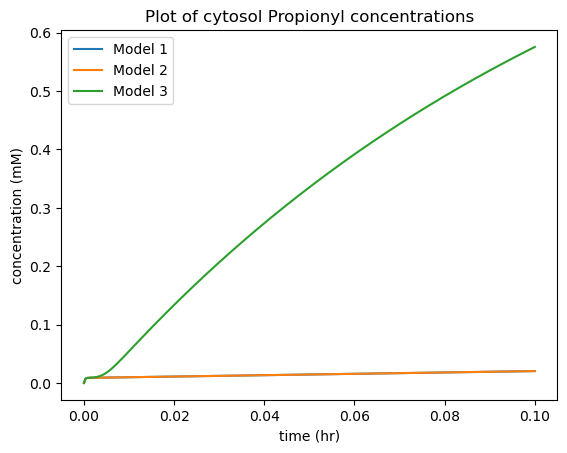 Plot of cytosol Propionyl concentrations
Model 1
Model 2
Model 3
concentration (mM)
0.6
0.5
0.4
0.3
0.2
0.1
0.0
0.00 0.02 0.04 0.06 0.08 0.10
time (hr)